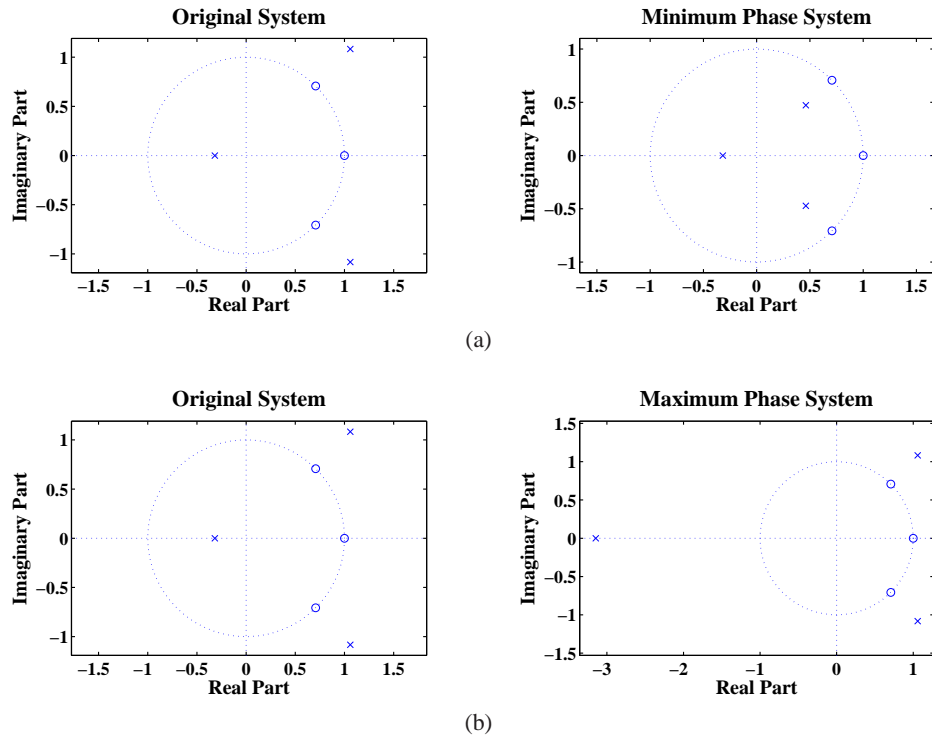 Original System
Imaginary Part
1
0.5
0
−0.5
−1
−1.5 −1 −0.5 0 0.5 1 1.5
Real Part
Minimum Phase System
Imaginary Part
1
0.5
0
−0.5
−1
−1.5 −1 −0.5 0 0.5 1 1.5
Real Part
(a)
Original System
Imaginary Part
1
0.5
0
−0.5
−1
−1.5 −1 −0.5 0 0.5 1 1.5
Real Part
Maximum Phase System
Imaginary Part
1.5
1
0.5
0
−0.5
−1
−1.5
−3 −2 −1 0 1
Real Part
(b)